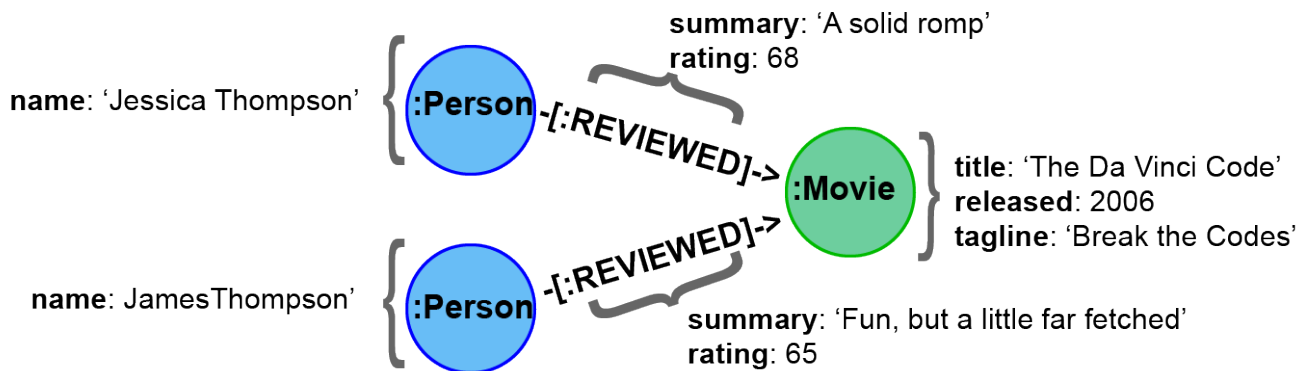 summary: ‘A solid romp’
rating: 68
name: ‘Jessica Thompson’
:Person
-[:REVIEWED]->
:Movie
title: ‘The Da Vinci Code’
released: 2006
tagline: ‘Break the Codes’
name: JamesThompson’
:Person
-[:REVIEWED]->
summary: ‘Fun, but a little far fetched’
rating: 65